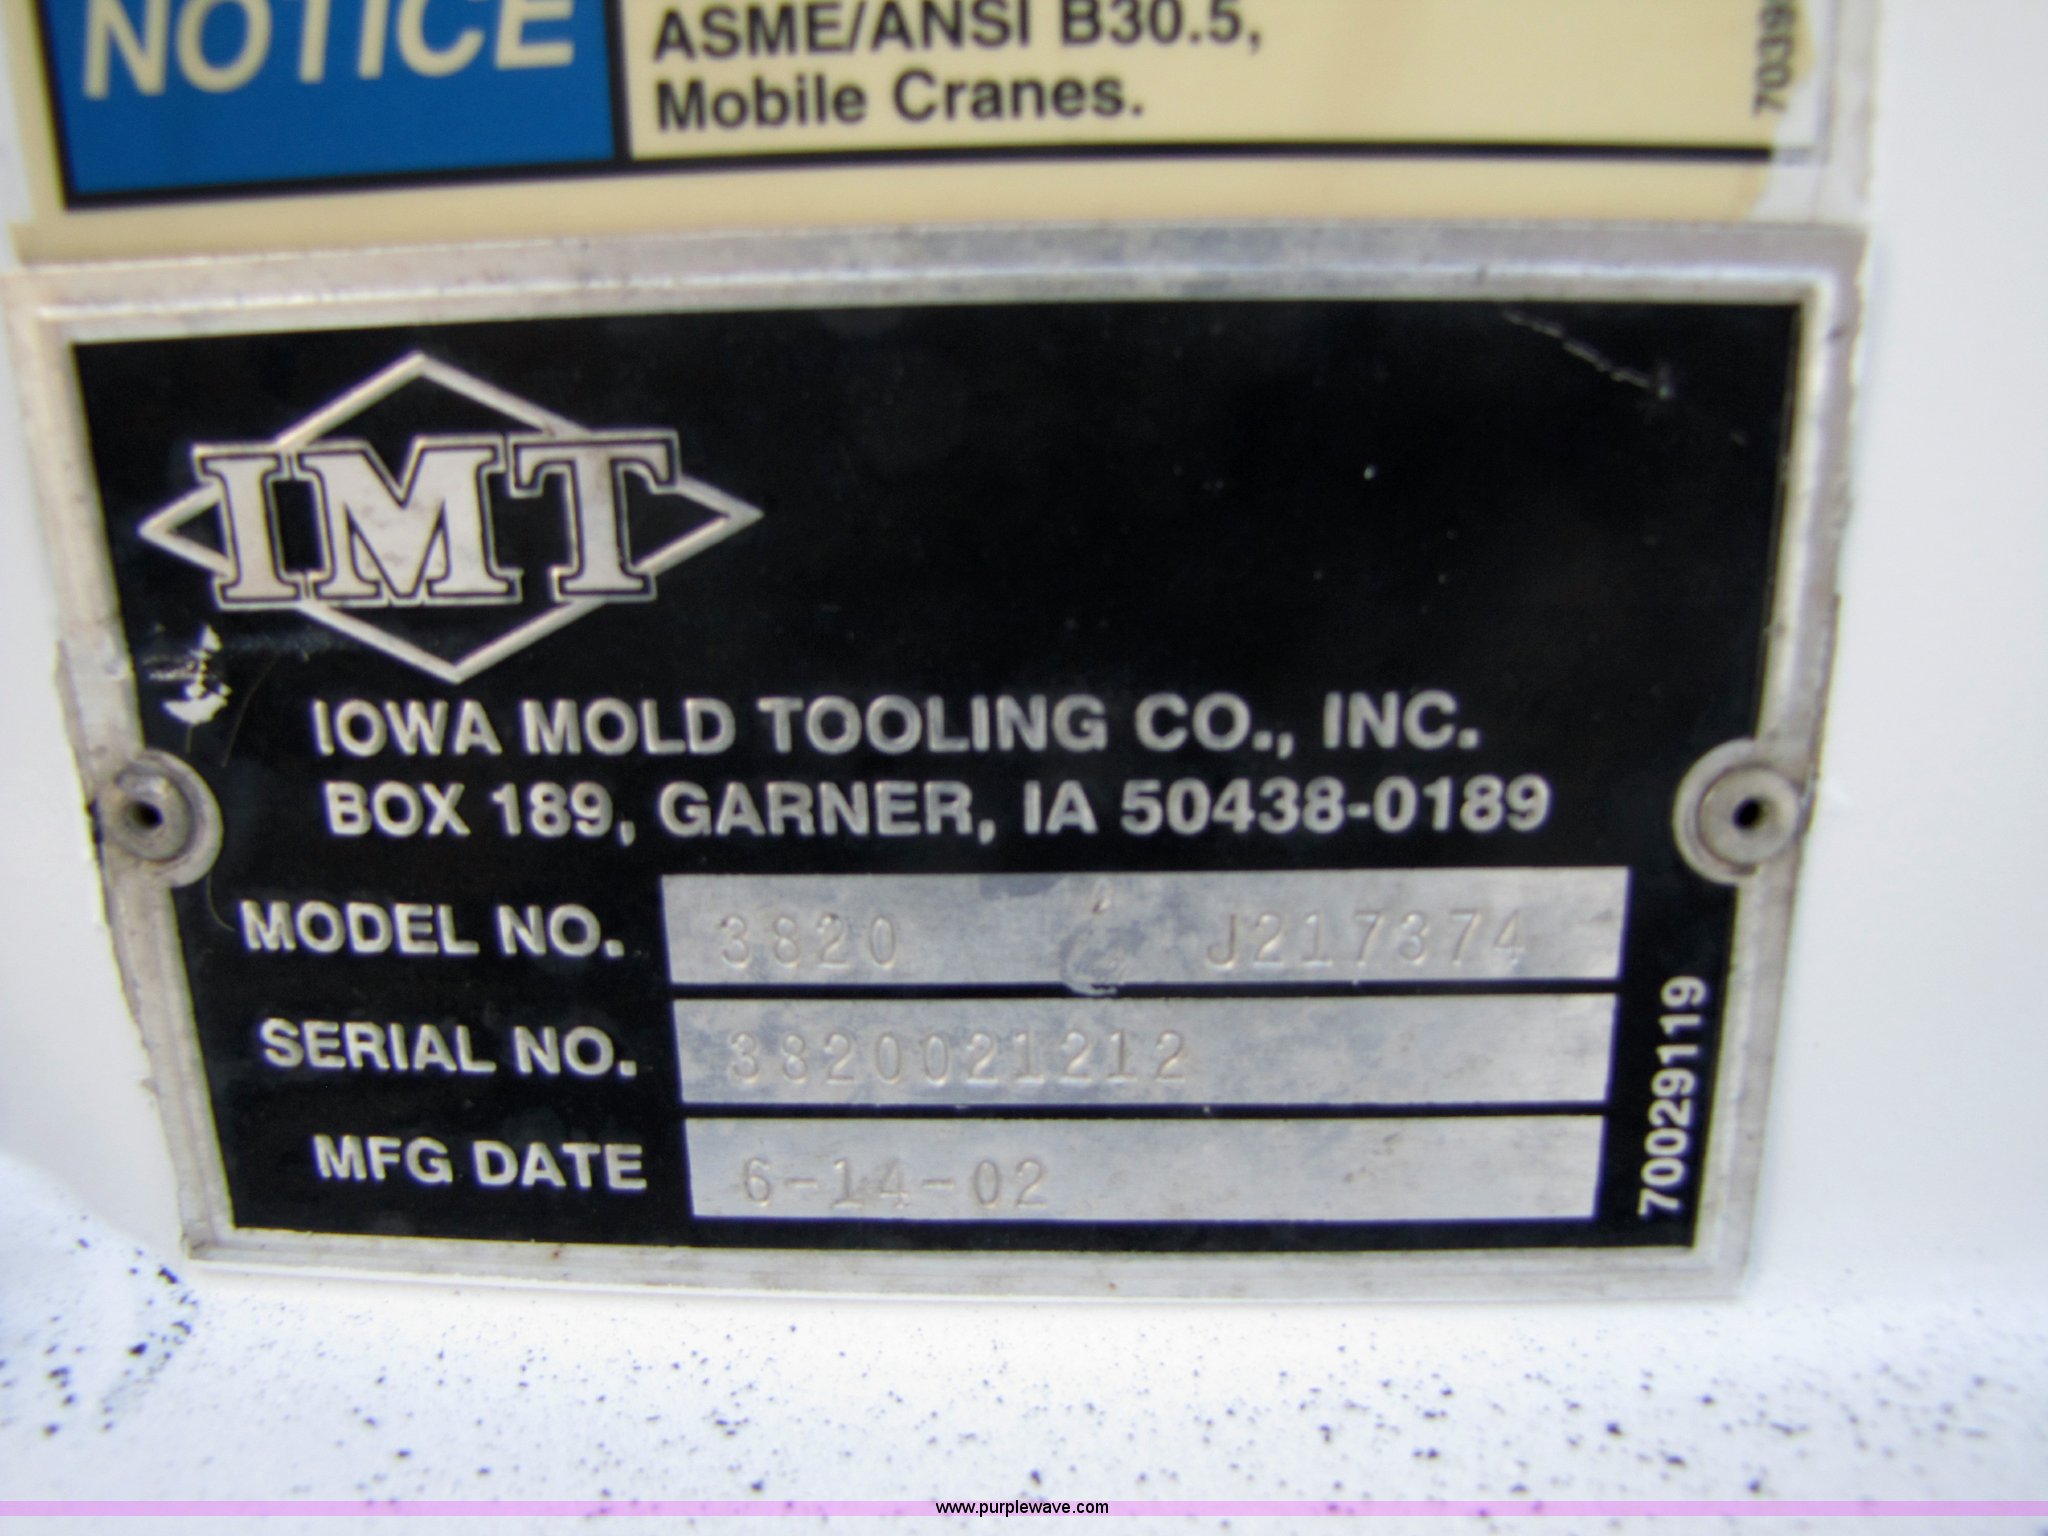 NOTICE
ASME/ANSI B30.5,
Mobile Cranes.
IMT
IOWA MOLD TOOLING CO., INC.
BOX 189, GARNER, IA 50438-0189
MODEL NO. 3820 J217374
SERIAL NO. 3820021212
MFG DATE 6-14-02
70029119
www.purplewave.com